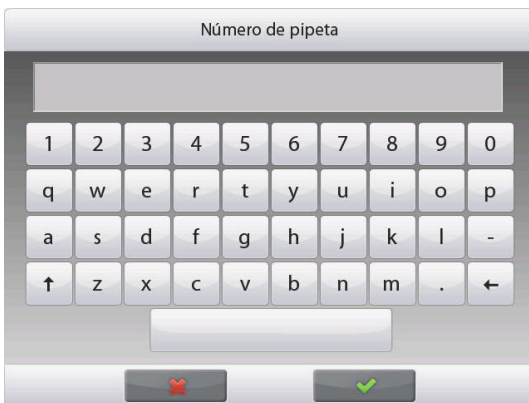 Número de pipeta
1 2 3 4 5 6 7 8 9 0
q w e r t y u i o p
a s d f g h j k l -
↑ z x c v b n m . ←